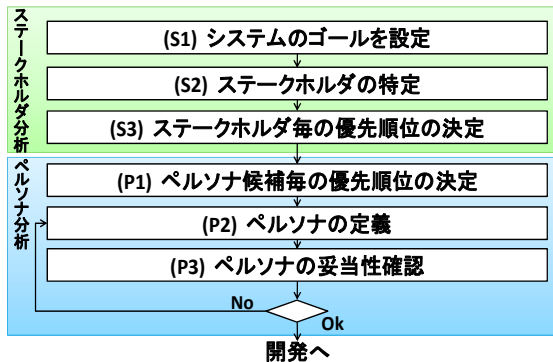 ステークホルダ分析
(S1) システムのゴールを設定
(S2) ステークホルダの特定
(S3) ステークホルダ毎の優先順位の決定
ペルソナ分析
(P1) ペルソナ候補毎の優先順位の決定
(P2) ペルソナの定義
(P3) ペルソナの妥当性確認
No
Ok
開発へ